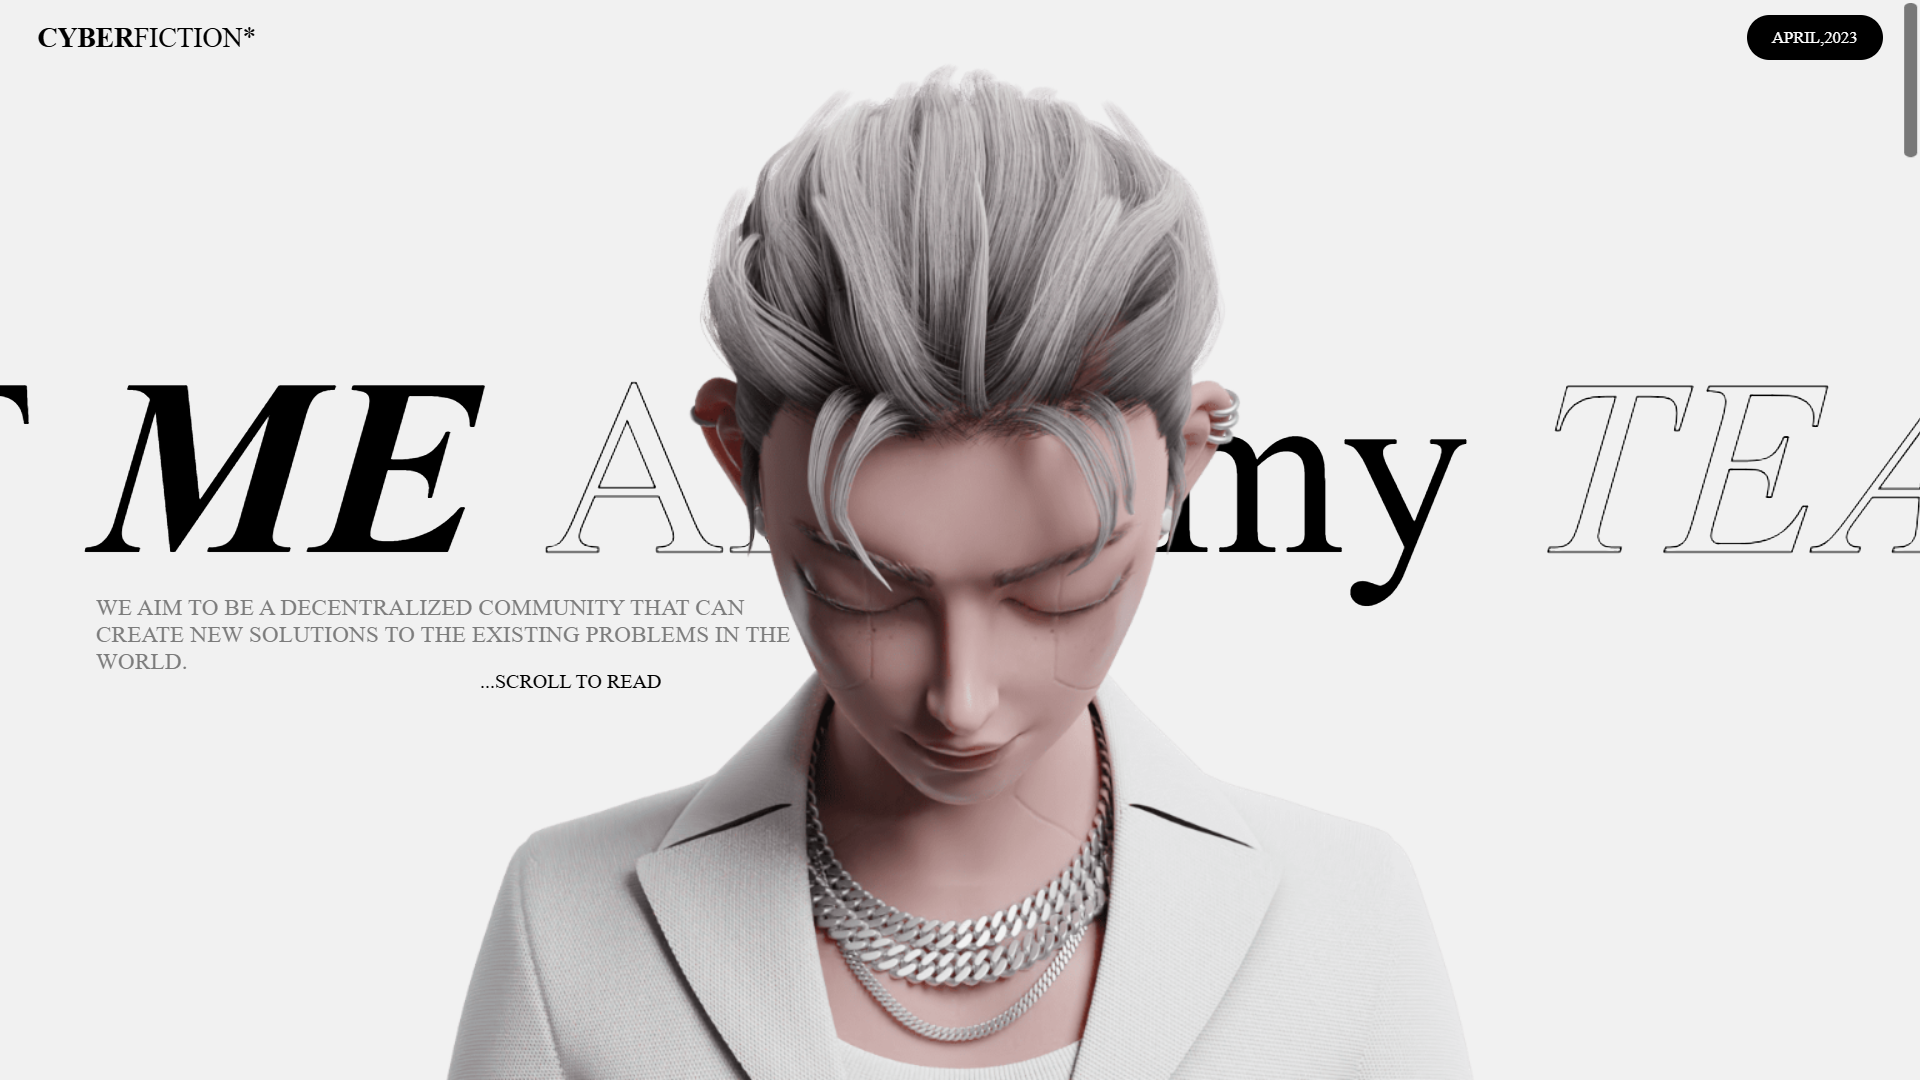 CYBERFICTION*
APRIL,2023
ME my
WE AIM TO BE A DECENTRALIZED COMMUNITY THAT CAN
CREATE NEW SOLUTIONS TO THE EXISTING PROBLEMS IN THE
WORLD.
...SCROLL TO READ